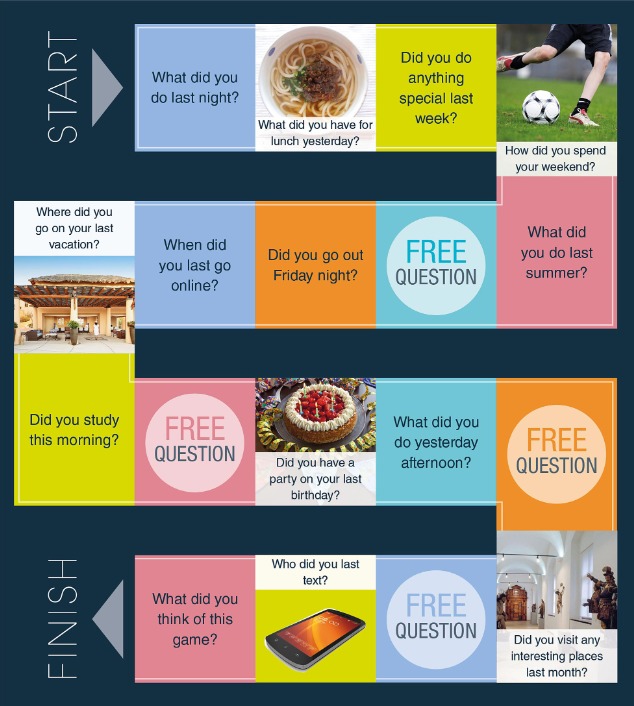 START
What did you
do last night?
What did you have for
lunch yesterday?
Did you do
anything
special last
week?
How did you spend
your weekend?
What did
you do last
summer?
FREE
QUESTION
Did you go out
Friday night?
When did
you last go
online?
Where did you
go on your last
vacation?
Did you study
this morning?
FREE
QUESTION
Did you have a
party on your last
birthday?
What did you
do yesterday
afternoon?
FREE
QUESTION
Did you visit any
interesting places
last month?
FREE
QUESTION
Who did you last
text?
What did you
think of this
game?
FINISH